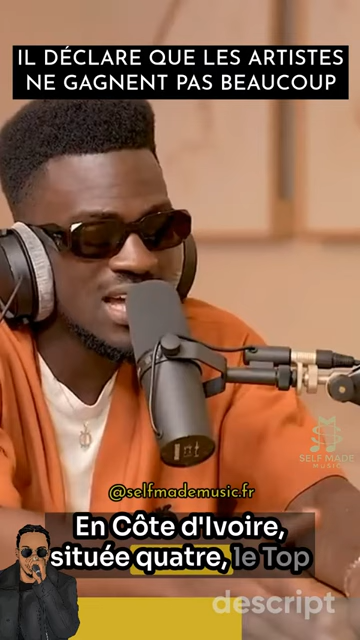 IL DÉCLARE QUE LES ARTISTES
NE GAGNENT PAS BEAUCOUP
SELF MADE
MUSIC
@selfmademusic.fr
En Côte d'Ivoire,
située quatre, le Top
descript